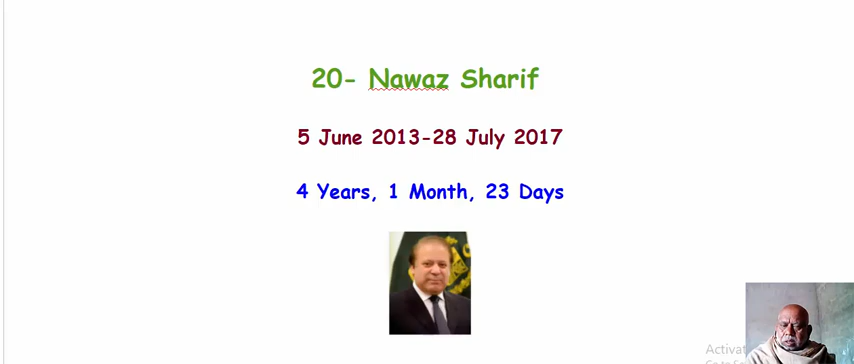 20- Nawaz Sharif
5 June 2013-28 July 2017
4 Years, 1 Month, 23 Days